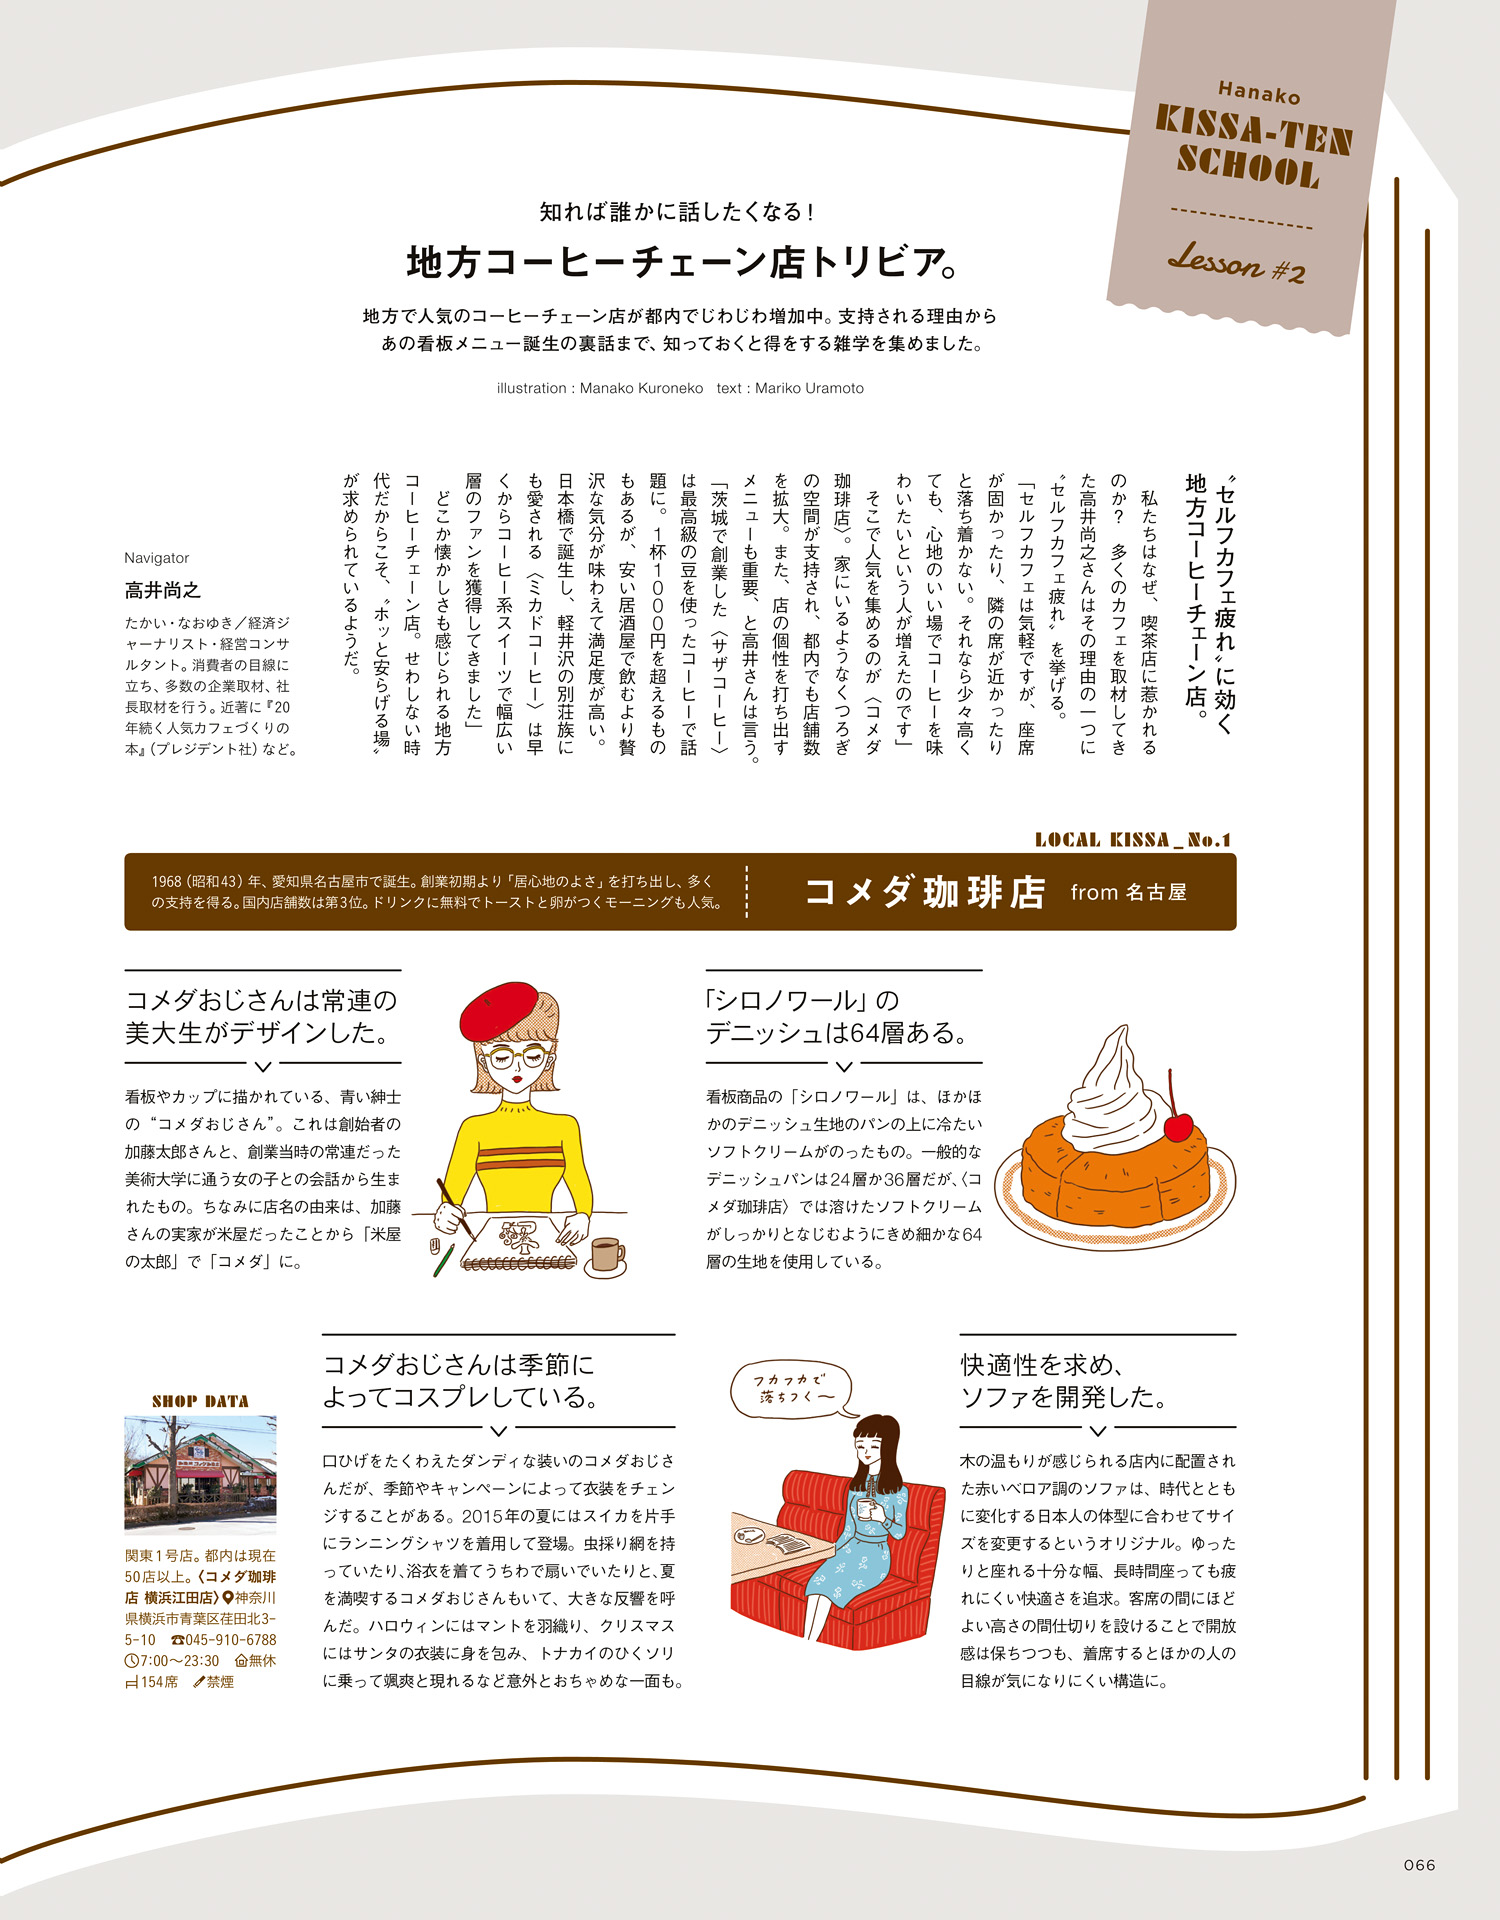 Hanako
KISSA-TEN
SCHOOL
Lesson #2
知れば誰かに話したくなる！
地方コーヒーチェーン店トリビア。
地方で人気のコーヒーチェーン店が都内でじわじわ増加中。支持される理由から
あの看板メニュー誕生の裏話まで、知っておくと得をする雑学を集めました。
illustration : Manako Kuroneko text : Mariko Uramoto
〝セルフカフェ疲れ〟に効く
地方コーヒーチェーン店。
私たちはなぜ、喫茶店に惹かれる
のか？ 多くのカフェを取材してき
た高井尚之さんはその理由の一つに
〝セルフカフェ疲れ〟を挙げる。
「セルフカフェは気軽ですが、座席
が固かったり、隣の席が近かったり
と落ち着かない。それなら少々高く
ても、心地のいい場でコーヒーを味
わいたいという人が増えたのです」
そこで人気を集めるのが〈コメダ
珈琲店〉。家にいるようなくつろぎ
の空間が支持され、都内でも店舗数
を拡大。また、店の個性を打ち出す
メニューも重要、と高井さんは言う。
「茨城で創業した〈サザコーヒー〉
は最高級の豆を使ったコーヒーで話
題に。1杯1000円を超えるもの
もあるが、安い居酒屋で飲むより贅
沢な気分が味わえて満足度が高い。
日本橋で誕生し、軽井沢の別荘族に
も愛される〈ミカドコーヒー〉は早
くからコーヒー系スイーツで幅広い
層のファンを獲得してきました」
どこか懐かしさも感じられる地方
コーヒーチェーン店。せわしない時
代だからこそ、〝ホッと安らげる場〟
が求められているようだ。
Navigator
高井尚之
たかい・なおゆき／経済ジ
ャーナリスト・経営コンサ
ルタント。消費者の目線に
立ち、多数の企業取材、社
長取材を行う。近著に『20
年続く人気カフェづくりの
本』（プレジデント社）など。
LOCAL KISSA_No.1
コメダ珈琲店 from 名古屋
1968（昭和43）年、愛知県名古屋市で誕生。創業初期より「居心地のよさ」を打ち出し、多く
の支持を得る。国内店舗数は第3位。ドリンクに無料でトーストと卵がつくモーニングも人気。
コメダおじさんは常連の
美大生がデザインした。
看板やカップに描かれている、青い紳士
の“コメダおじさん”。これは創始者の
加藤太郎さんと、創業当時の常連だった
美術大学に通う女の子との会話から生ま
れたもの。ちなみに店名の由来は、加藤
さんの実家が米屋だったことから「米屋
の太郎」で「コメダ」に。
「シロノワール」の
デニッシュは64層ある。
看板商品の「シロノワール」は、ほかほ
かのデニッシュ生地のパンの上に冷たい
ソフトクリームがのったもの。一般的な
デニッシュパンは24層か36層だが、〈コ
メダ珈琲店〉では溶けたソフトクリーム
がしっかりとなじむようにきめ細かな64
層の生地を使用している。
快適性を求め、
ソファを開発した。
木の温もりが感じられる店内に配置され
た赤いベロア調のソファは、時代ととも
に変化する日本人の体型に合わせてサイ
ズを変更するというオリジナル。ゆった
りと座れる十分な幅、長時間座っても疲
れにくい快適さを追求。客席の間にほど
よい高さの間仕切りを設けることで開放
感は保ちつつも、着席するとほかの人の
目線が気になりにくい構造に。
フカフカで
落ちつく〜
コメダおじさんは季節に
よってコスプレしている。
口ひげをたくわえたダンディな装いのコメダおじさ
んだが、季節やキャンペーンによって衣装をチェン
ジすることがある。2015年の夏にはスイカを片手
にランニングシャツを着用して登場。虫採り網を持
っていたり、浴衣を着てうちわで扇いでいたりと、夏
を満喫するコメダおじさんもいて、大きな反響を呼
んだ。ハロウィンにはマントを羽織り、クリスマス
にはサンタの衣装に身を包み、トナカイのひくソリ
に乗って颯爽と現れるなど意外とおちゃめな一面も。
SHOP DATA
関東1号店。都内は現在
50店以上。〈コメダ珈琲
店 横浜江田店〉神奈川
県横浜市青葉区荏田北3-
5-10 ☎045-910-6788
7:00〜23:30 無休
154席 禁煙
066